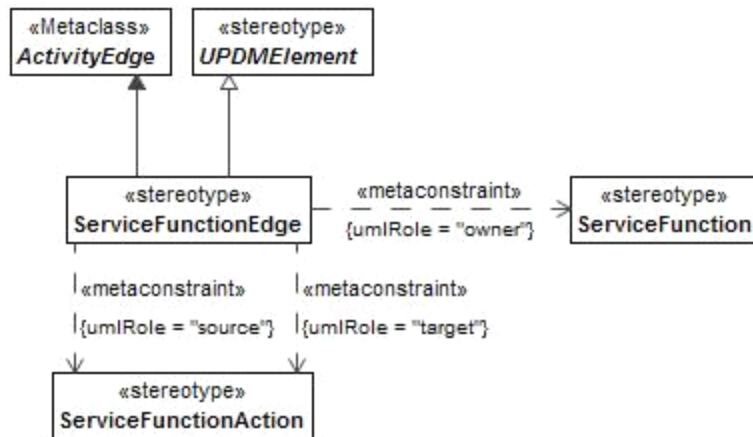 «Metaclass»
ActivityEdge
«stereotype»
UPDMElement
«stereotype»
ServiceFunctionEdge
«metaconstraint»
{umlRole = "owner"}
«stereotype»
ServiceFunction
«metaconstraint»
{umlRole = "source"}
«metaconstraint»
{umlRole = "target"}
«stereotype»
ServiceFunctionAction